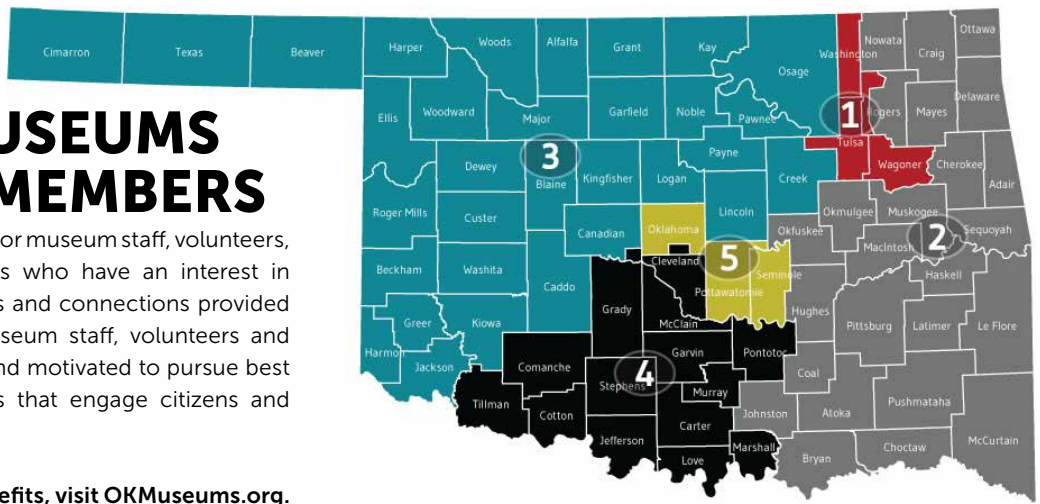 USEUMS
MEMBERS
or museum staff, volunteers,
s who have an interest in
s and connections provided
seum staff, volunteers and
nd motivated to pursue best
s that engage citizens and
efits, visit OKMuseums.org.
Cimarron
Texas
Beaver
Harper
Woods
Alfalfa
Grant
Kay
Osage
Washington
Nowata
Craig
Ottawa
Ellis
Woodward
Major
Garfield
Noble
Pawnee
1
Rogers
Mayes
Delaware
Dewey
3
Blaine
Kingfisher
Logan
Payne
Creek
Tulsa
Wagoner
Cherokee
Adair
Roger Mills
Custer
Canadian
Oklahoma
Lincoln
Okfuskee
Okmulgee
Muskogee
MacIntosh
2
Sequoyah
Beckham
Washita
Caddo
Grady
Cleveland
5
Pottawatomie
Seminole
Hughes
Haskell
Greer
Kiowa
McClain
Pittsburg
Latimer
Le Flore
Harmon
Jackson
Comanche
Stephens
4
Garvin
Pontotoc
Coal
Tillman
Cotton
Murray
Johnston
Atoka
Pushmataha
Jefferson
Carter
Love
Marshall
Bryan
Choctaw
McCurtain